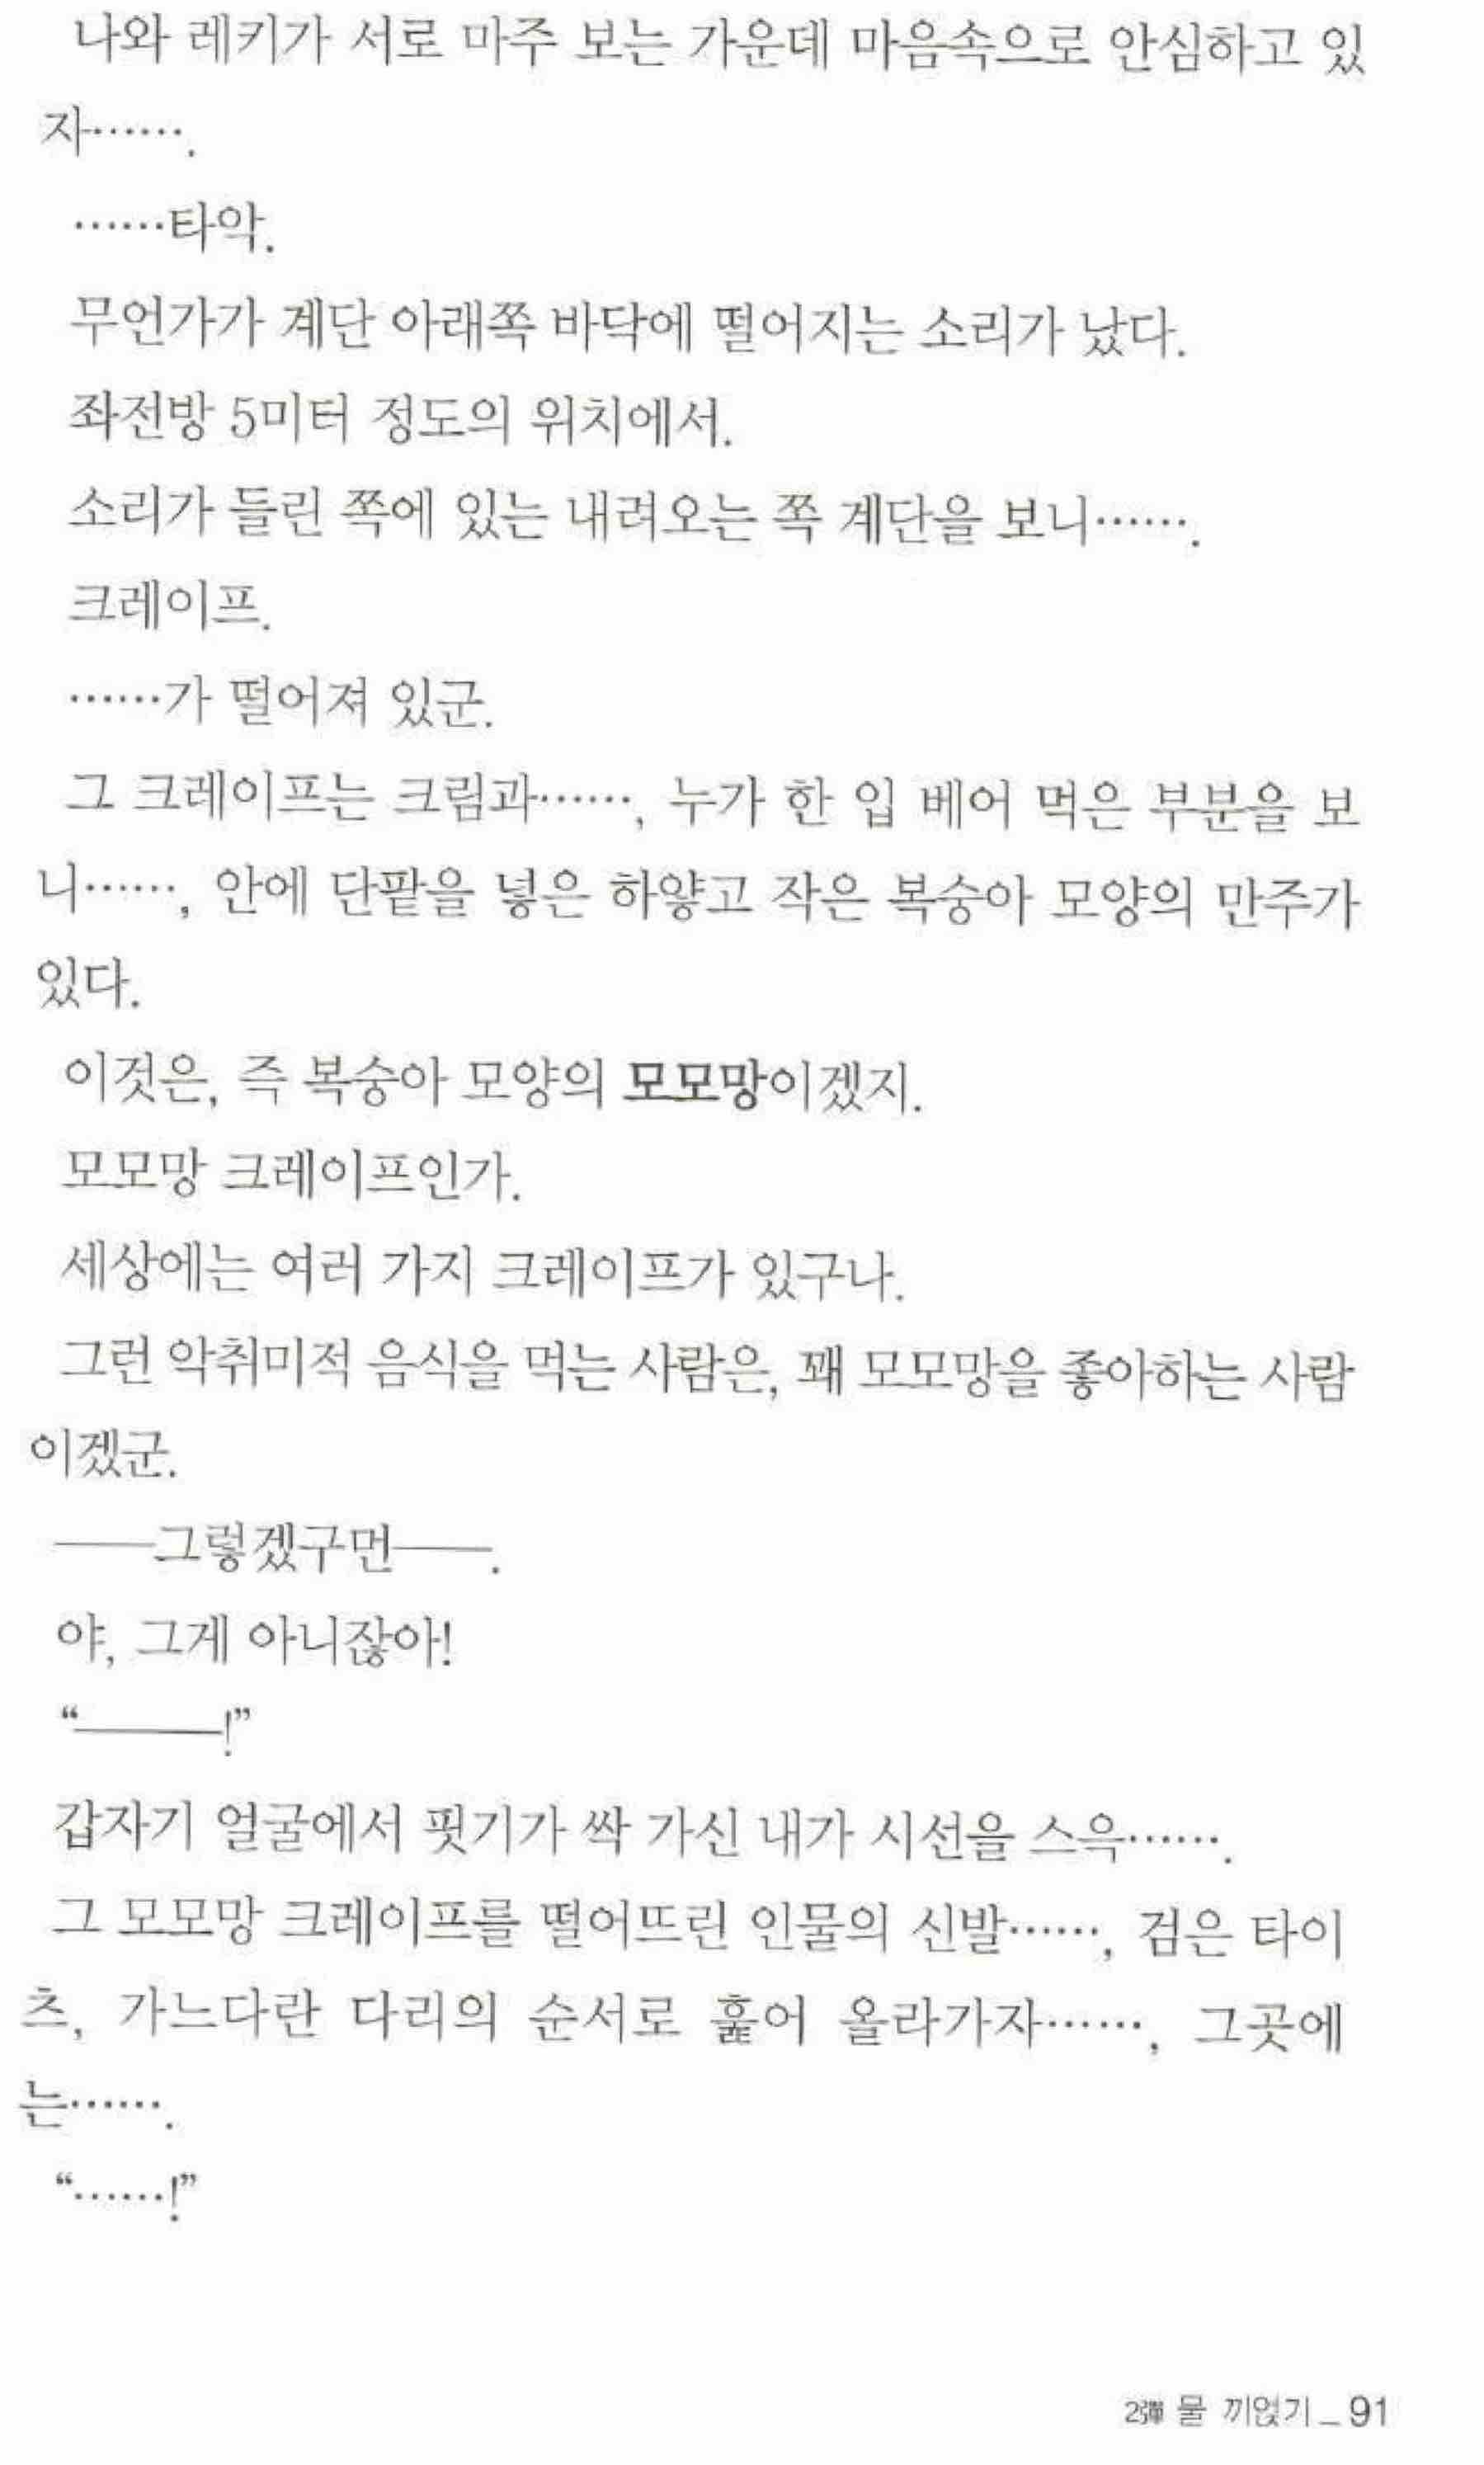 나와 레키가 서로 마주 보는 가운데 마음속으로 안심하고 있
자…….
……타악.
무언가가 계단 아래쪽 바닥에 떨어지는 소리가 났다.
좌전방 5미터 정도의 위치에서.
소리가 들린 쪽에 있는 내려오는 쪽 계단을 보니…….
크레이프.
……가 떨어져 있군.
그 크레이프는 크림과……, 누가 한 입 베어 먹은 부분을 보
니……, 안에 단팥을 넣은 하얗고 작은 복숭아 모양의 만주가
있다.
이것은, 즉 복숭아 모양의 모모망이겠지.
모모망 크레이프인가.
세상에는 여러 가지 크레이프가 있구나.
그런 악취미적 음식을 먹는 사람은, 꽤 모모망을 좋아하는 사람
이겠군.
――그렇겠구먼――.
야, 그게 아니잖아!
“―――!”
갑자기 얼굴에서 핏기가 싹 가신 내가 시선을 스윽…….
그 모모망 크레이프를 떨어뜨린 인물의 신발……, 검은 타이
츠, 가느다란 다리의 순서로 훑어 올라가자……, 그곳에
는…….
“……!”
2彈 물 끼얹기 _ 91